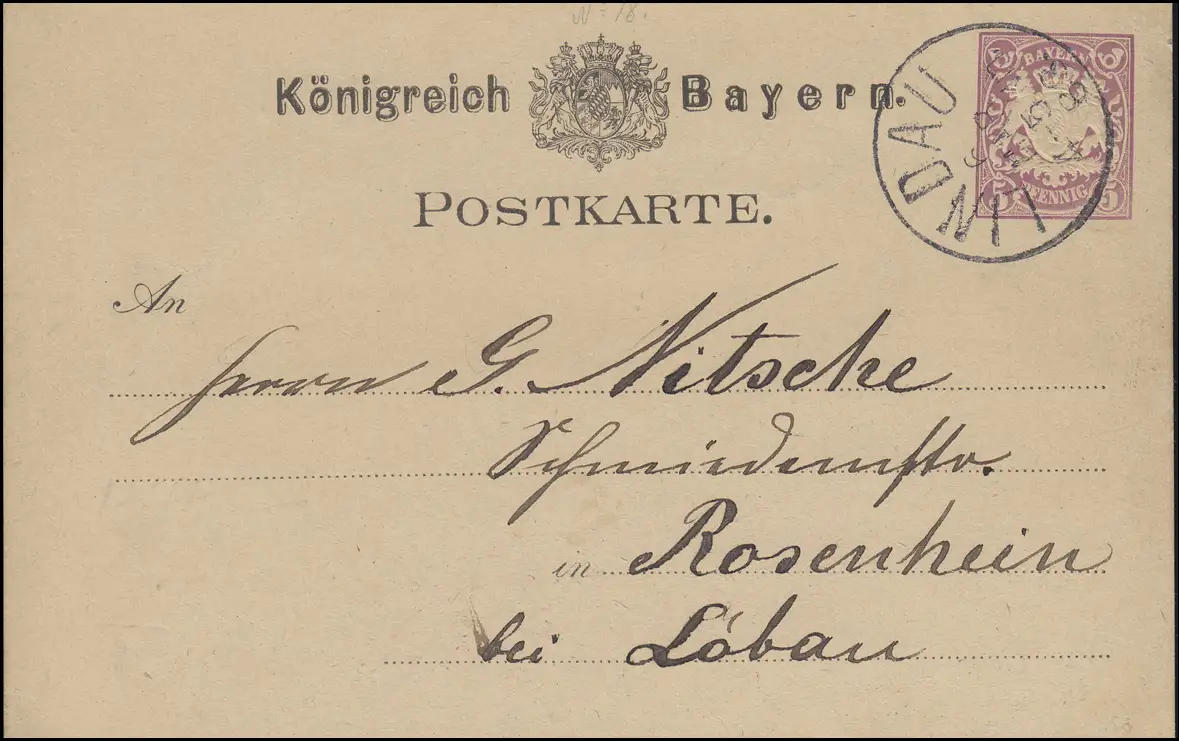 N=18.
Königreich Bayern.
BAYERN
5 PFENNIG 5
LINDAU
POSTKARTE.
An
Herrn G. Nitsche
Schmiedemstr.
in Rosenhein
bei Löbau